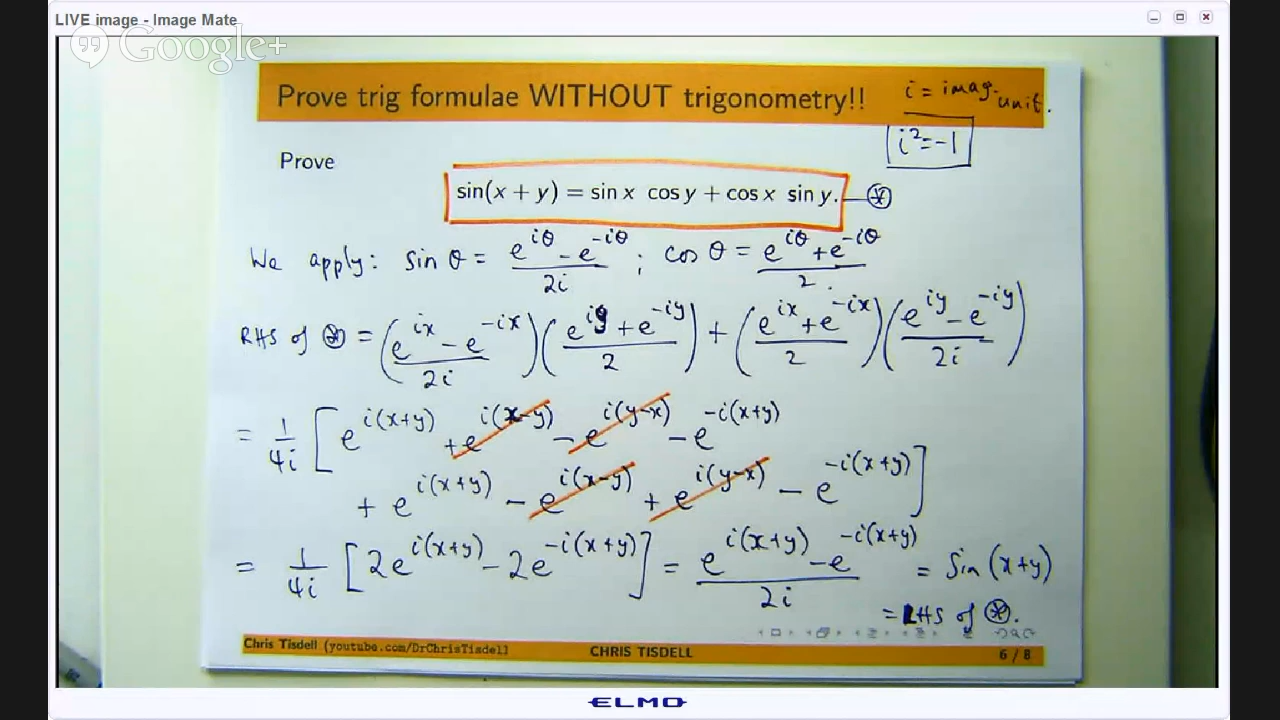 LIVE image - Image Mate
Google+
Prove trig formulae WITHOUT trigonometry!!
i = imag. unit.
i² = -1
Prove
sin(x + y) = sin x cos y + cos x sin y. — ⊛
We apply: sin θ = (e^{iθ} - e^{-iθ})/2i ; cos θ = (e^{iθ} + e^{-iθ})/2.
RHS of ⊛ = ((e^{ix} - e^{-ix})/2i)((e^{iy} + e^{-iy})/2) + ((e^{ix} + e^{-ix})/2)((e^{iy} - e^{-iy})/2i)
= 1/4i [e^{i(x+y)} + e^{i(x-y)} - e^{i(y-x)} - e^{-i(x+y)}
+ e^{i(x+y)} - e^{i(x-y)} + e^{i(y-x)} - e^{-i(x+y)}]
= 1/4i [2e^{i(x+y)} - 2e^{-i(x+y)}] = (e^{i(x+y)} - e^{-i(x+y)})/2i = sin (x+y)
= LHS of ⊛.
Chris Tisdell (youtube.com/DrChrisTisdell CHRIS TISDELL 6 / 8
ELMO